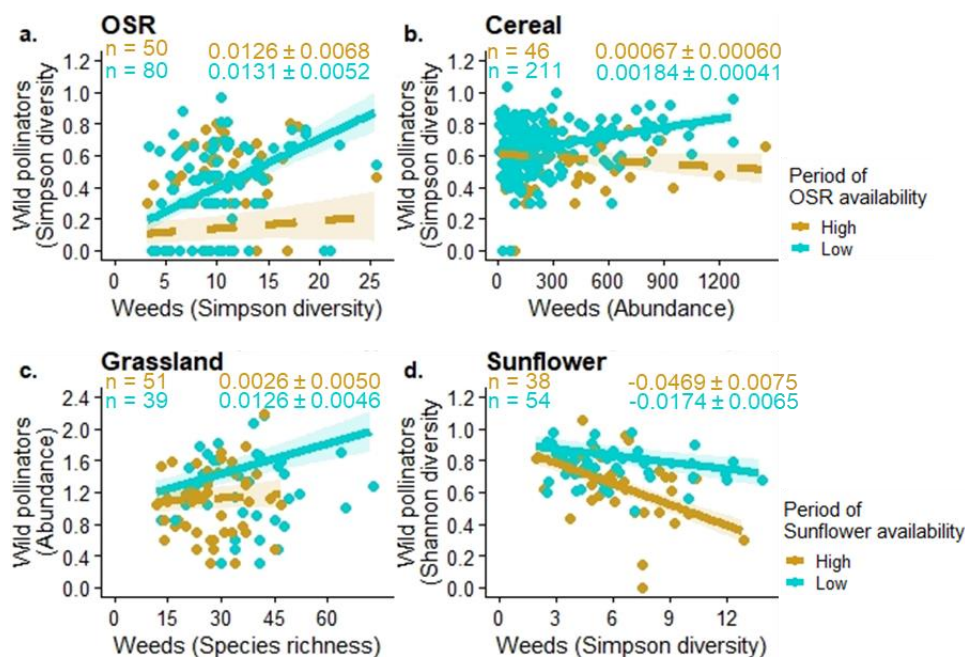 a. OSR
n = 50 0.0126 ± 0.0068
n = 80 0.0131 ± 0.0052
Wild pollinators
(Simpson diversity)
1.2
1.0
0.8
0.6
0.4
0.2
0.0
0 5 10 15 20 25
Weeds (Simpson diversity)
b. Cereal
n = 46 0.00067 ± 0.00060
n = 211 0.00184 ± 0.00041
Wild pollinators
(Simpson diversity)
1.2
1.0
0.8
0.6
0.4
0.2
0.0
0 300 600 900 1200
Weeds (Abundance)
Period of
OSR availability
High
Low
c. Grassland
n = 51 0.0026 ± 0.0050
n = 39 0.0126 ± 0.0046
Wild pollinators
(Abundance)
2.4
2.0
1.6
1.2
0.8
0.4
0.0
0 15 30 45 60
Weeds (Species richness)
d. Sunflower
n = 38 -0.0469 ± 0.0075
n = 54 -0.0174 ± 0.0065
Wild pollinators
(Shannon diversity)
1.2
1.0
0.8
0.6
0.4
0.2
0.0
0 3 6 9 12
Weeds (Simpson diversity)
Period of
Sunflower availability
High
Low